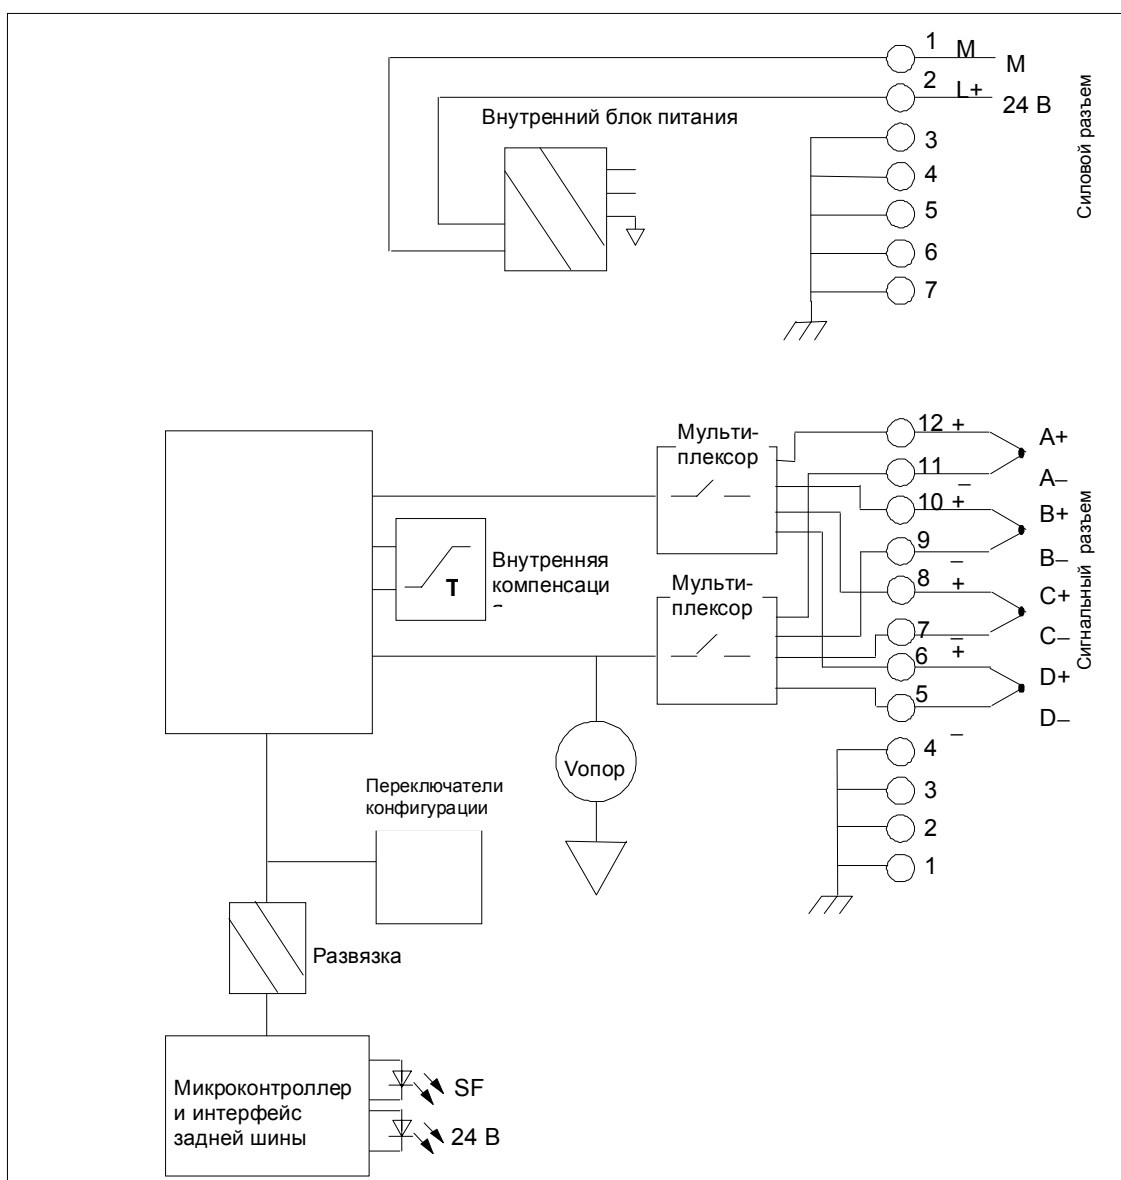 1 M M
2 L+ 24 В
Внутренний блок питания
3
4
5
6
7
Силовой разъем
Мульти-
плексор
12 + A+
11 – A–
10 + B+
9 – B–
8 + C+
7 – C–
6 + D+
5 – D–
4
3
2
1
Сигнальный разъем
T
Внутренняя
компенсаци
Мульти-
плексор
Vопор
Переключатели
конфигурации
Развязка
Микроконтроллер
и интерфейс
задней шины
SF
24 В